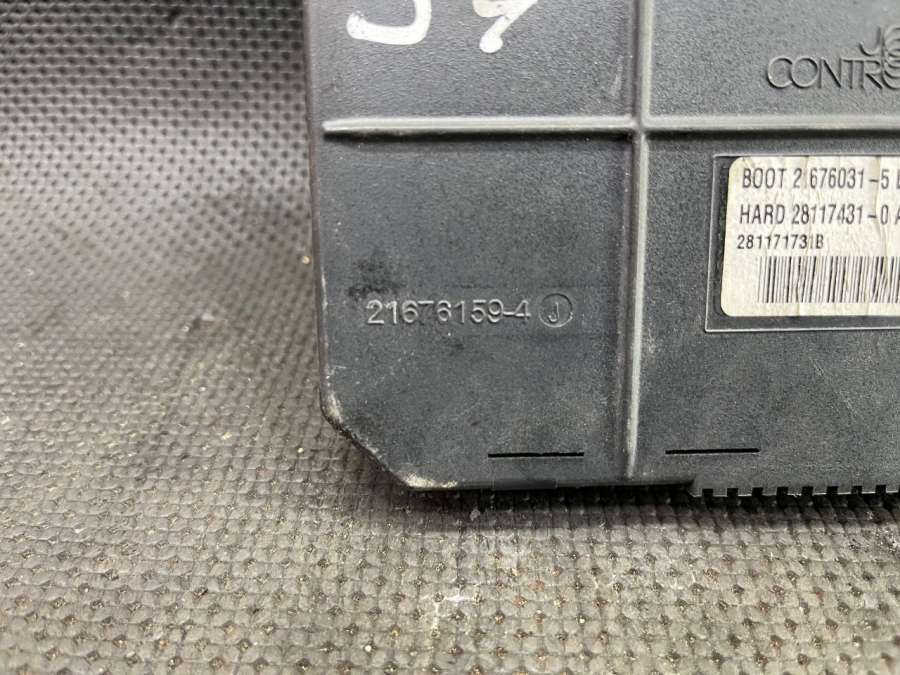 CONTR
BOOT 2 676031-5
HARD 28117431-0 A
28117173 B
21676159-4 J